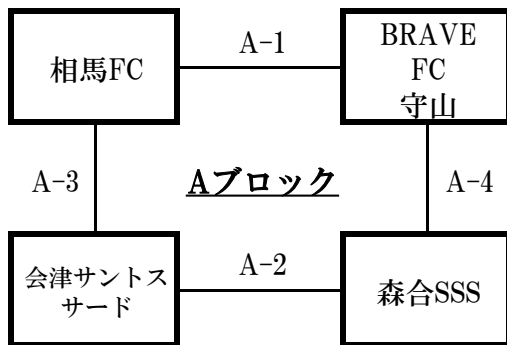 A-1
相馬FC
BRAVE
FC
守山
A-3
Aブロック
A-4
会津サントス
サード
A-2
森合SSS